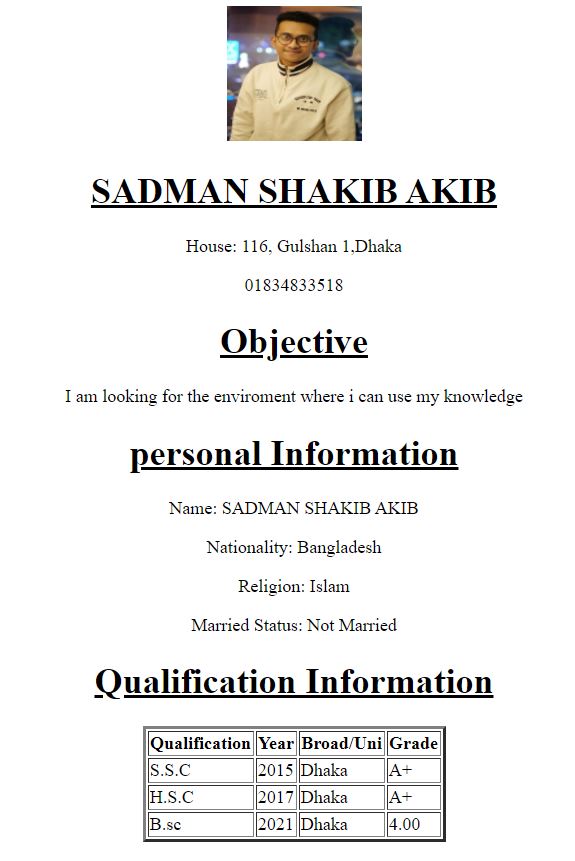 SADMAN SHAKIB AKIB
House: 116, Gulshan 1,Dhaka
01834833518
Objective
I am looking for the enviroment where i can use my knowledge
personal Information
Name: SADMAN SHAKIB AKIB
Nationality: Bangladesh
Religion: Islam
Married Status: Not Married
Qualification Information
Qualification Year Broad/Uni Grade
S.S.C 2015 Dhaka A+
H.S.C 2017 Dhaka A+
B.sc 2021 Dhaka 4.00